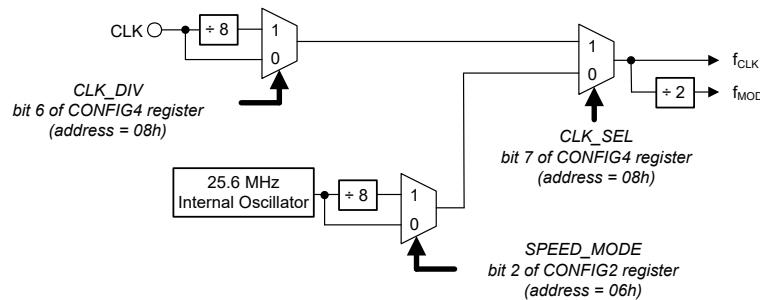 CLK
÷ 8
1
0
CLK_DIV
bit 6 of CONFIG4 register
(address = 08h)
1
0
f_CLK
÷ 2
f_MOD
CLK_SEL
bit 7 of CONFIG4 register
(address = 08h)
25.6 MHz
Internal Oscillator
÷ 8
1
0
SPEED_MODE
bit 2 of CONFIG2 register
(address = 06h)